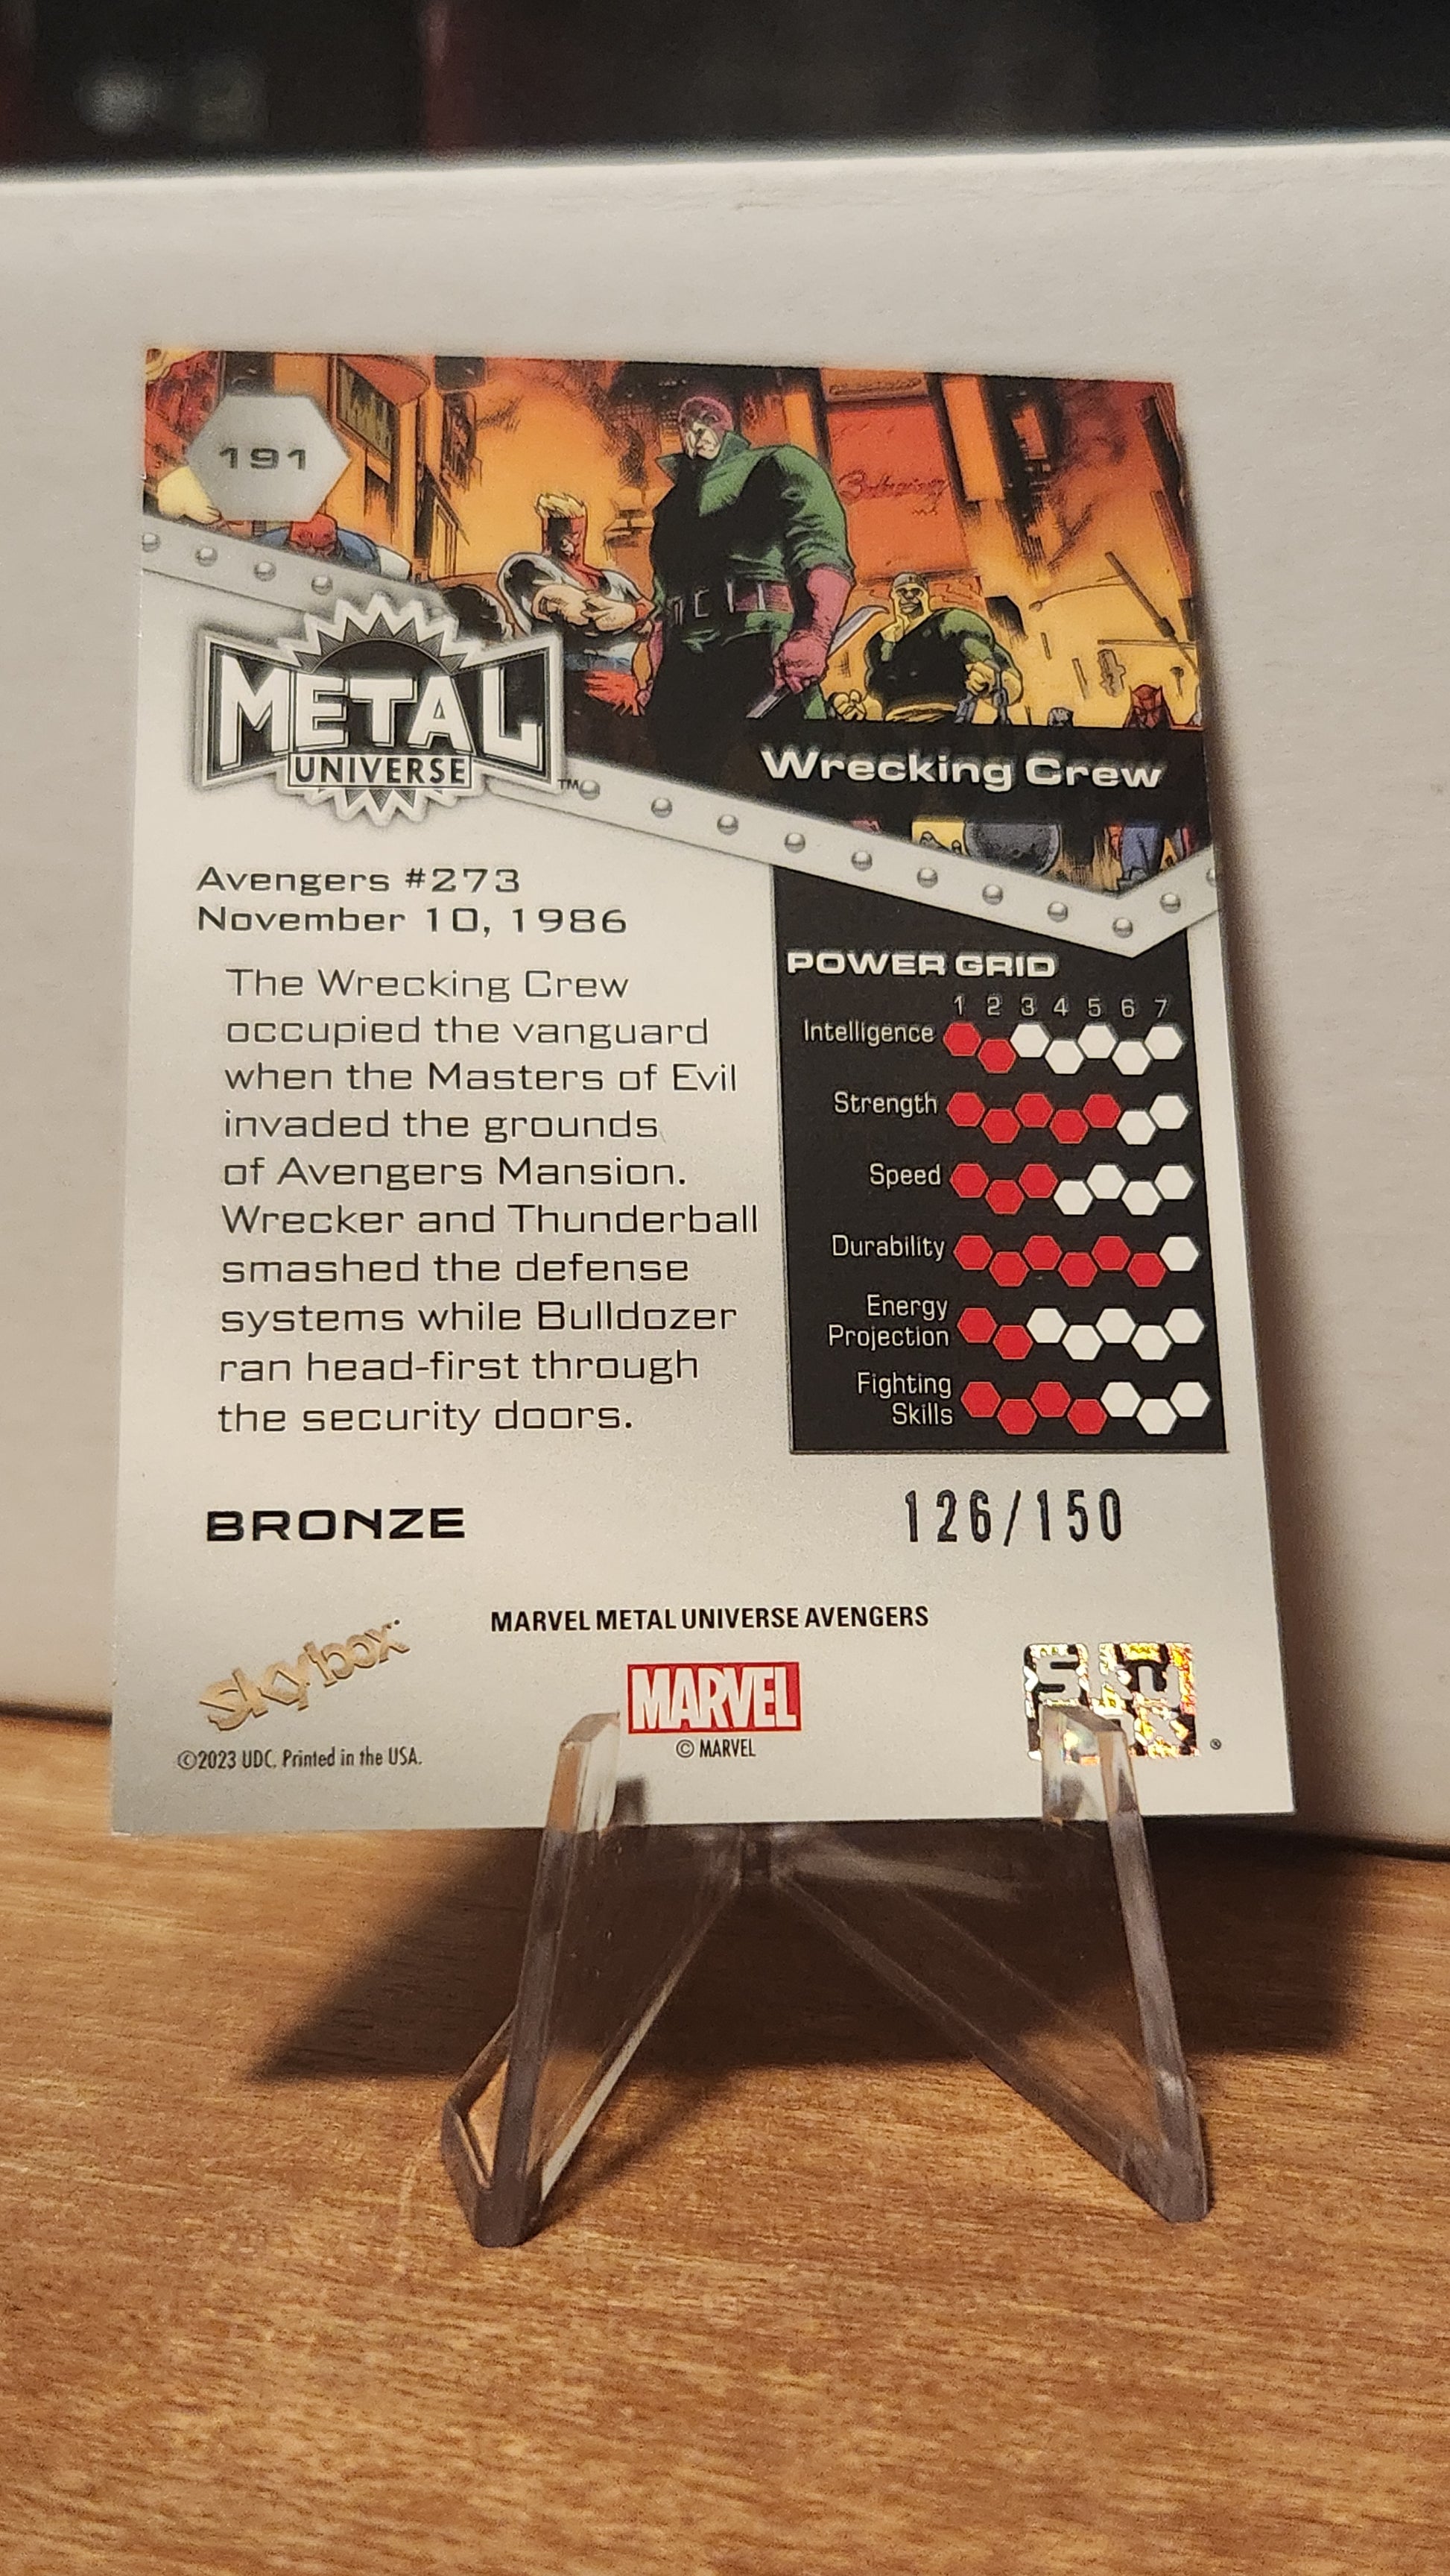 191
METAL
UNIVERSE
TM
Wrecking Crew
Avengers #273
November 10, 1986
The Wrecking Crew
occupied the vanguard
when the Masters of Evil
invaded the grounds
of Avengers Mansion.
Wrecker and Thunderball
smashed the defense
systems while Bulldozer
ran head-first through
the security doors.
POWER GRID
1 2 3 4 5 6 7
Intelligence
Strength
Speed
Durability
Energy
Projection
Fighting
Skills
BRONZE
126/150
MARVEL METAL UNIVERSE AVENGERS
skybox
MARVEL
Sky
©2023 UDC. Printed in the USA.
© MARVEL
®